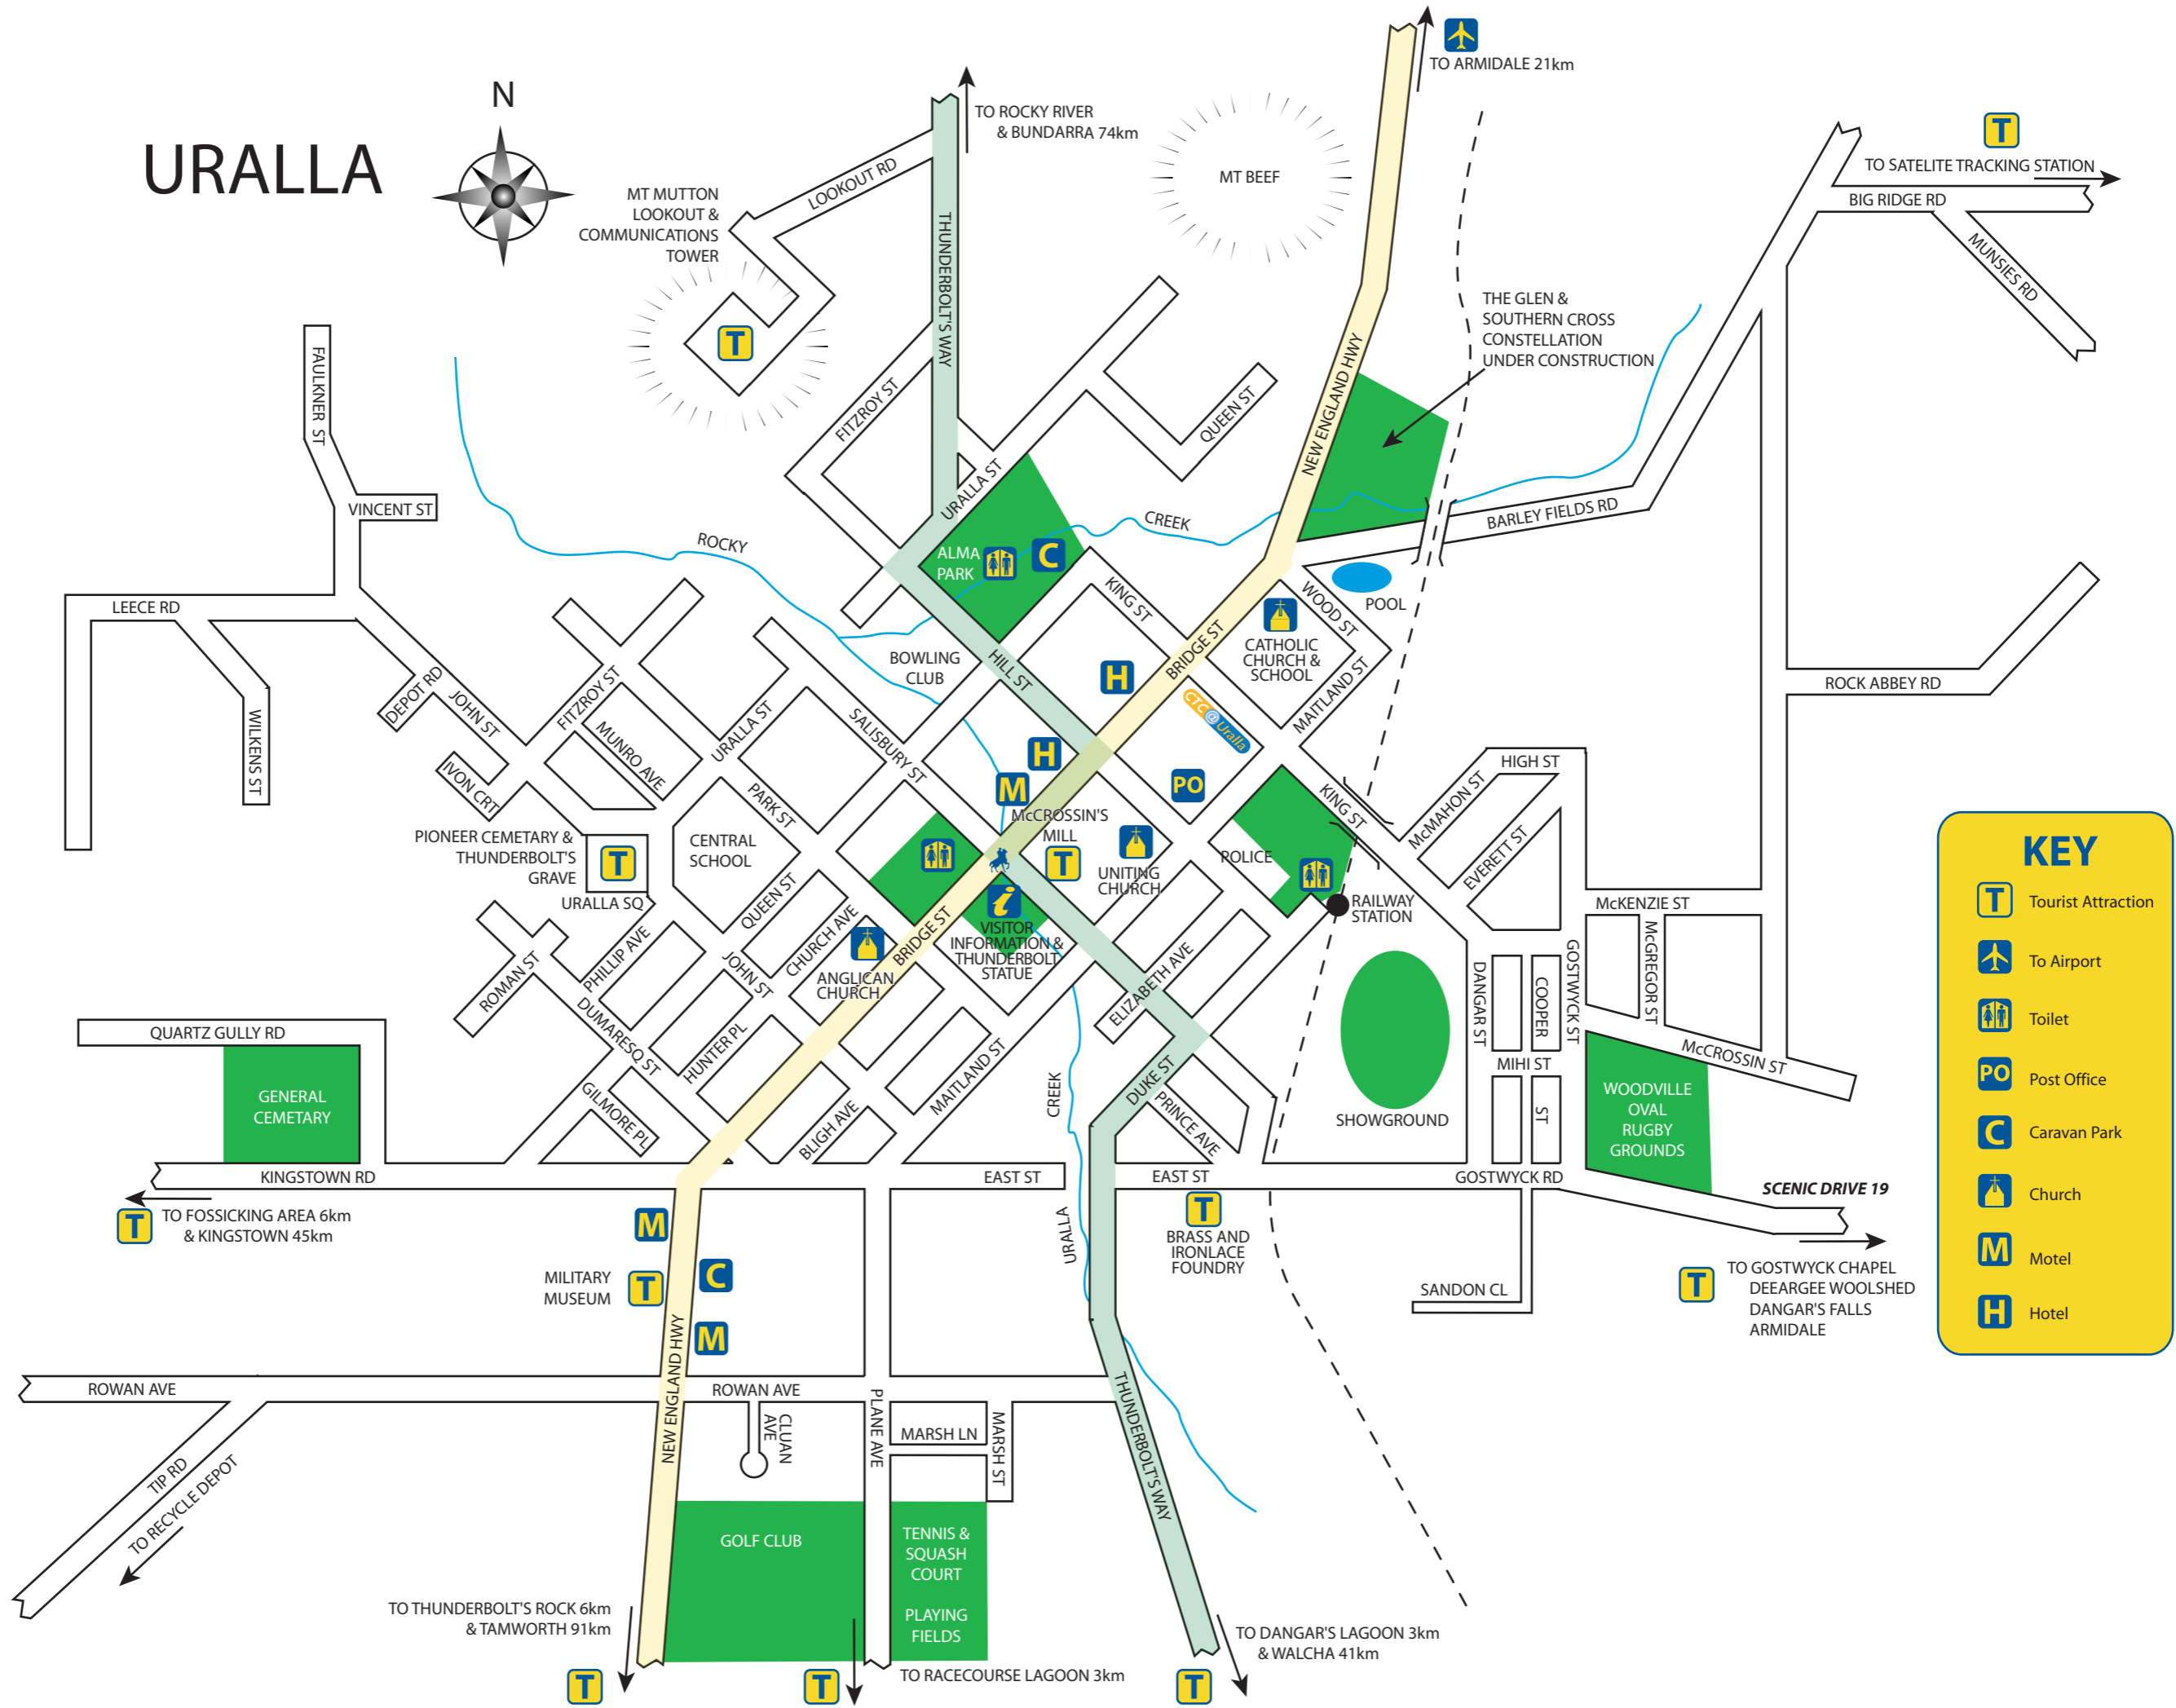 URALLA
N
TO ARMIDALE 21km
TO ROCKY RIVER
& BUNDARRA 74km
MT BEEF
TO SATELITE TRACKING STATION
BIG RIDGE RD
MUNSIES RD
LOOKOUT RD
MT MUTTON
LOOKOUT &
COMMUNICATIONS
TOWER
T
T
THUNDERBOLT'S WAY
THE GLEN &
SOUTHERN CROSS
CONSTELLATION
UNDER CONSTRUCTION
NEW ENGLAND HWY
FAULKNER ST
VINCENT ST
FITZROY ST
QUEEN ST
URALLA ST
BARLEY FIELDS RD
CREEK
ROCKY
ALMA
PARK
C
KING ST
WOOD ST
POOL
LEECE RD
WILKENS ST
DEPOT RD
JOHN ST
IVON CRT
FITZROY ST
MUNRO AVE
URALLA ST
SALISBURY ST
PARK ST
BOWLING
CLUB
HILL ST
H
H
M
BRIDGE ST
CATHOLIC
CHURCH &
SCHOOL
MAITLAND ST
CTC@Uralla
PO
ROCK ABBEY RD
HIGH ST
McMAHON ST
EVERETT ST
KING ST
McCROSSIN'S
MILL
T
UNITING
CHURCH
POLICE
RAILWAY
STATION
PIONEER CEMETARY &
THUNDERBOLT'S
GRAVE
T
URALLA SQ
CENTRAL
SCHOOL
QUEEN ST
CHURCH AVE
JOHN ST
ANGLICAN
CHURCH
BRIDGE ST
i
VISITOR
INFORMATION &
THUNDERBOLT
STATUE
ELIZABETH AVE
McKENZIE ST
McGREGOR ST
GOSTWYCK ST
DANGAR ST
COOPER
ST
MIHI ST
McCROSSIN ST
ROMAN ST
PHILLIP AVE
DUMARESQ ST
HUNTER PL
GILMORE PL
BLIGH AVE
MAITLAND ST
DUKE ST
PRINCE AVE
CREEK
URALLA
SHOWGROUND
WOODVILLE
OVAL
RUGBY
GROUNDS
QUARTZ GULLY RD
GENERAL
CEMETARY
KINGSTOWN RD
EAST ST
EAST ST
GOSTWYCK RD
SCENIC DRIVE 19
T
TO FOSSICKING AREA 6km
& KINGSTOWN 45km
M
MILITARY
MUSEUM
T
C
M
T
BRASS AND
IRONLACE
FOUNDRY
SANDON CL
T
TO GOSTWYCK CHAPEL
DEEARGEE WOOLSHED
DANGAR'S FALLS
ARMIDALE
ROWAN AVE
ROWAN AVE
NEW ENGLAND HWY
CLUAN
AVE
PLANE AVE
MARSH LN
MARSH ST
THUNDERBOLT'S WAY
TIP RD
TO RECYCLE DEPOT
GOLF CLUB
TENNIS &
SQUASH
COURT
PLAYING
FIELDS
TO THUNDERBOLT'S ROCK 6km
& TAMWORTH 91km
T
T
TO RACECOURSE LAGOON 3km
TO DANGAR'S LAGOON 3km
& WALCHA 41km
T
KEY
T Tourist Attraction
To Airport
Toilet
PO Post Office
C Caravan Park
Church
M Motel
H Hotel